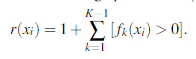 r(xᵢ) = 1 + ∑_{k=1}^{K−1} [fₖ(xᵢ) > 0].